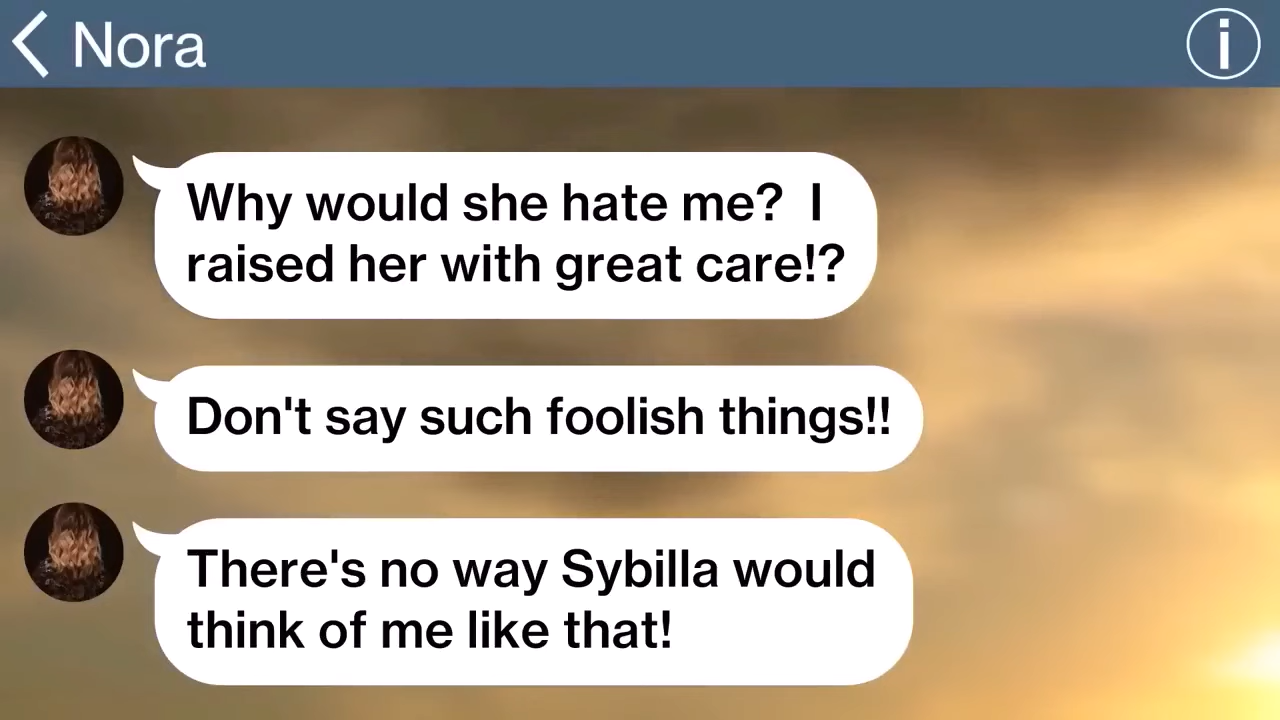 Nora
Why would she hate me?  I
raised her with great care!?
Don't say such foolish things!!
There's no way Sybilla would
think of me like that!